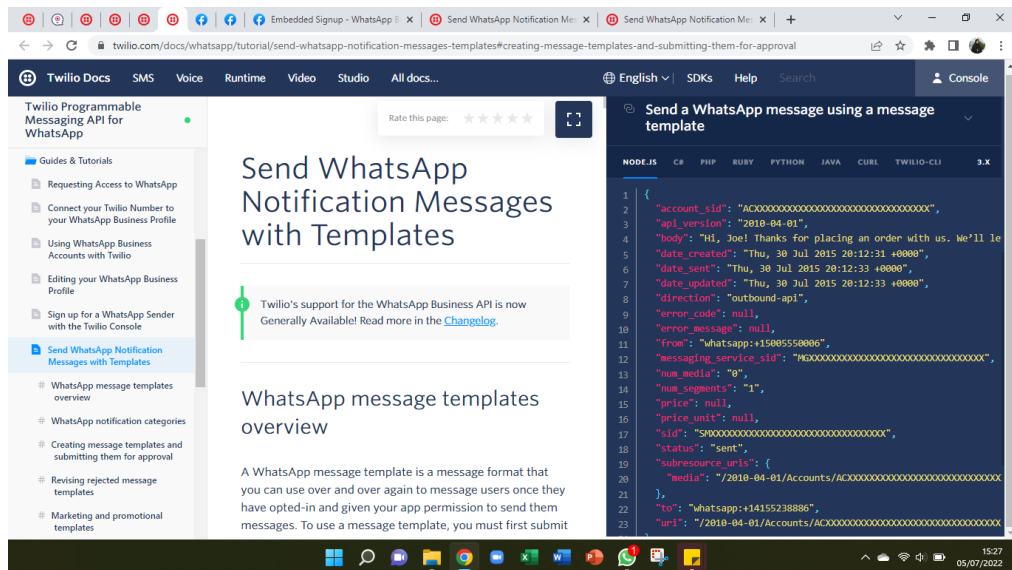 Embedded Signup - WhatsApp B
Send WhatsApp Notification Mes
Send WhatsApp Notification Mes
twilio.com/docs/whatsapp/tutorial/send-whatsapp-notification-messages-templates#creating-message-templates-and-submitting-them-for-approval
Twilio Docs SMS Voice Runtime Video Studio All docs... English SDKs Help Search Console
Twilio Programmable
Messaging API for
WhatsApp
Guides & Tutorials
Requesting Access to WhatsApp
Connect your Twilio Number to
your WhatsApp Business Profile
Using WhatsApp Business
Accounts with Twilio
Editing your WhatsApp Business
Profile
Sign up for a WhatsApp Sender
with the Twilio Console
Send WhatsApp Notification
Messages with Templates
# WhatsApp message templates
overview
# WhatsApp notification categories
# Creating message templates and
submitting them for approval
# Revising rejected message
templates
# Marketing and promotional
templates
Rate this page:
Send WhatsApp
Notification Messages
with Templates
Twilio's support for the WhatsApp Business API is now
Generally Available! Read more in the Changelog.
WhatsApp message templates
overview
A WhatsApp message template is a message format that
you can use over and over again to message users once they
have opted-in and given your app permission to send them
messages. To use a message template, you must first submit
Send a WhatsApp message using a message
template
NODE.JS C# PHP RUBY PYTHON JAVA CURL TWILIO-CLI 3.X
1 {
2 "account_sid": "ACXXXXXXXXXXXXXXXXXXXXXXXXXXXXXXXX",
3 "api_version": "2010-04-01",
4 "body": "Hi, Joe! Thanks for placing an order with us. We’ll le
5 "date_created": "Thu, 30 Jul 2015 20:12:31 +0000",
6 "date_sent": "Thu, 30 Jul 2015 20:12:33 +0000",
7 "date_updated": "Thu, 30 Jul 2015 20:12:33 +0000",
8 "direction": "outbound-api",
9 "error_code": null,
10 "error_message": null,
11 "from": "whatsapp:+15005550006",
12 "messaging_service_sid": "MGXXXXXXXXXXXXXXXXXXXXXXXXXXXXXXXX",
13 "num_media": "0",
14 "num_segments": "1",
15 "price": null,
16 "price_unit": null,
17 "sid": "SMXXXXXXXXXXXXXXXXXXXXXXXXXXXXXXXX",
18 "status": "sent",
19 "subresource_uris": {
20 "media": "/2010-04-01/Accounts/ACXXXXXXXXXXXXXXXXXXXXXXXXXXX
21 },
22 "to": "whatsapp:+14155238886",
23 "uri": "/2010-04-01/Accounts/ACXXXXXXXXXXXXXXXXXXXXXXXXXXXXXXXX
1
15:27
05/07/2022